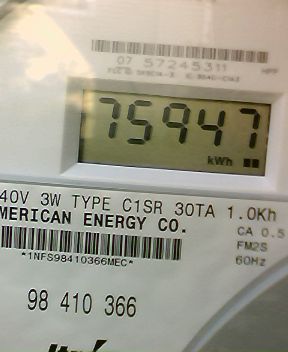 07 57245311
75947
kWh
40V 3W TYPE C1SR 30TA 1.0Kh
MERICAN ENERGY CO.
CA 0.5
FM2S
60Hz
*1NFS98410366MEC*
98 410 366